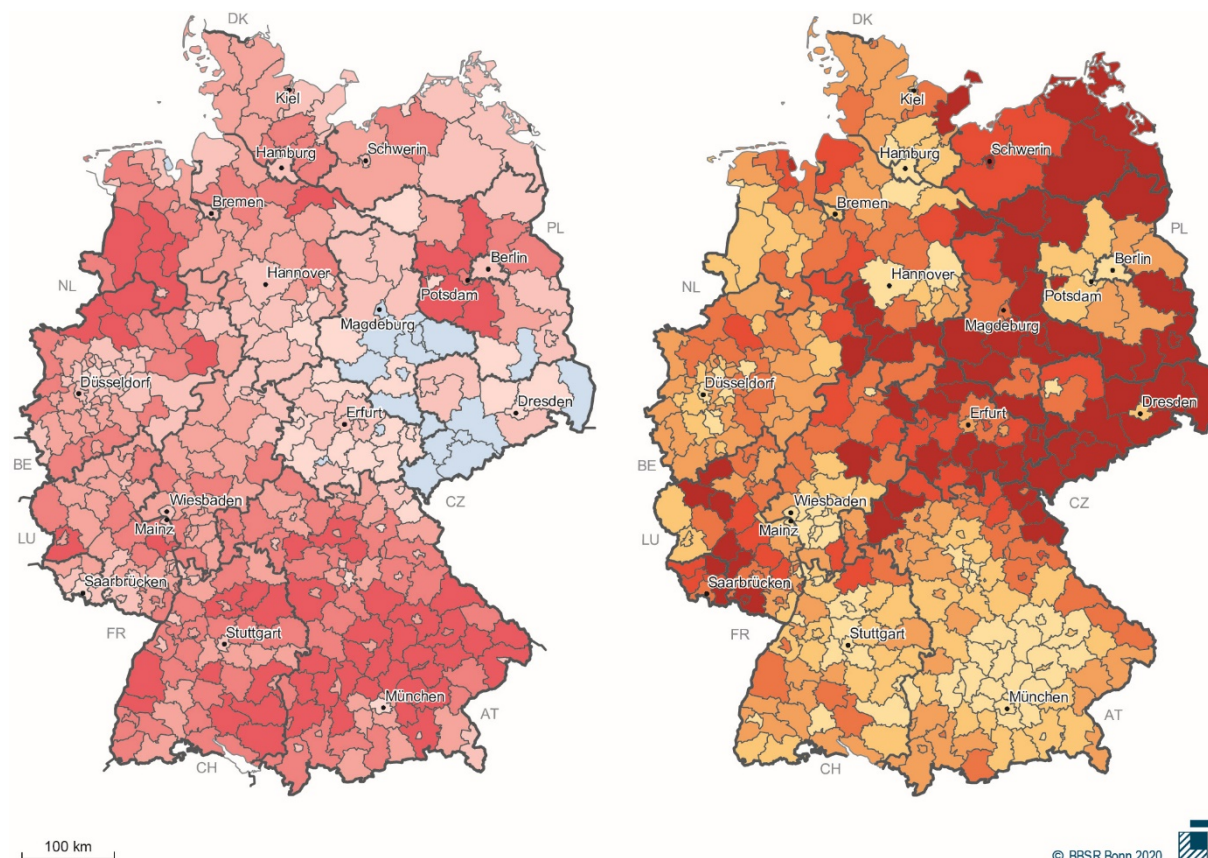 DK
Kiel
Hamburg
Schwerin
Bremen
PL
Berlin
Hannover
NL
Potsdam
Magdeburg
Düsseldorf
Dresden
Erfurt
BE
Wiesbaden
CZ
Mainz
LU
Saarbrücken
FR
Stuttgart
München
AT
CH
100 km
DK
Kiel
Hamburg
Schwerin
Bremen
PL
Berlin
Hannover
NL
Potsdam
Magdeburg
Düsseldorf
Dresden
Erfurt
BE
Wiesbaden
CZ
Mainz
LU
Saarbrücken
FR
Stuttgart
München
AT
CH
© BBSR Bonn 2020